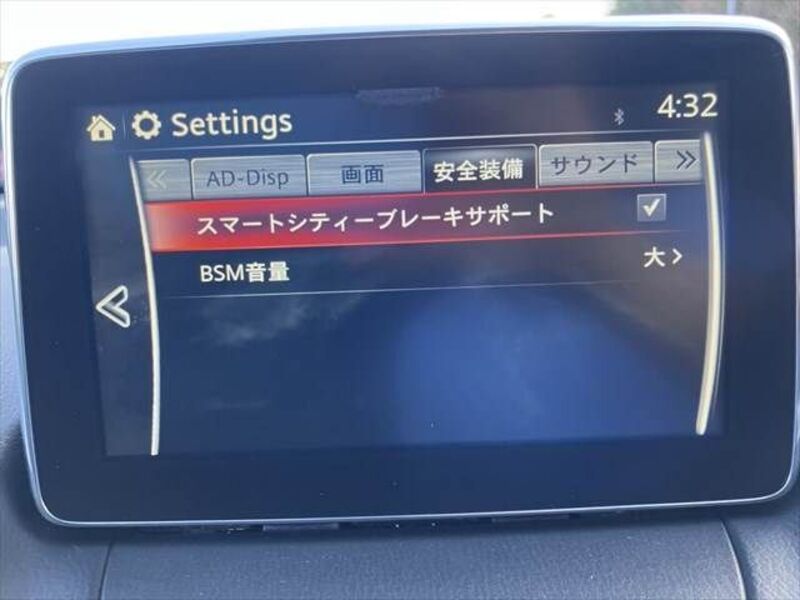 Settings 4:32
AD-Disp 画面 安全装備 サウンド
スマートシティーブレーキサポート
BSM音量 大